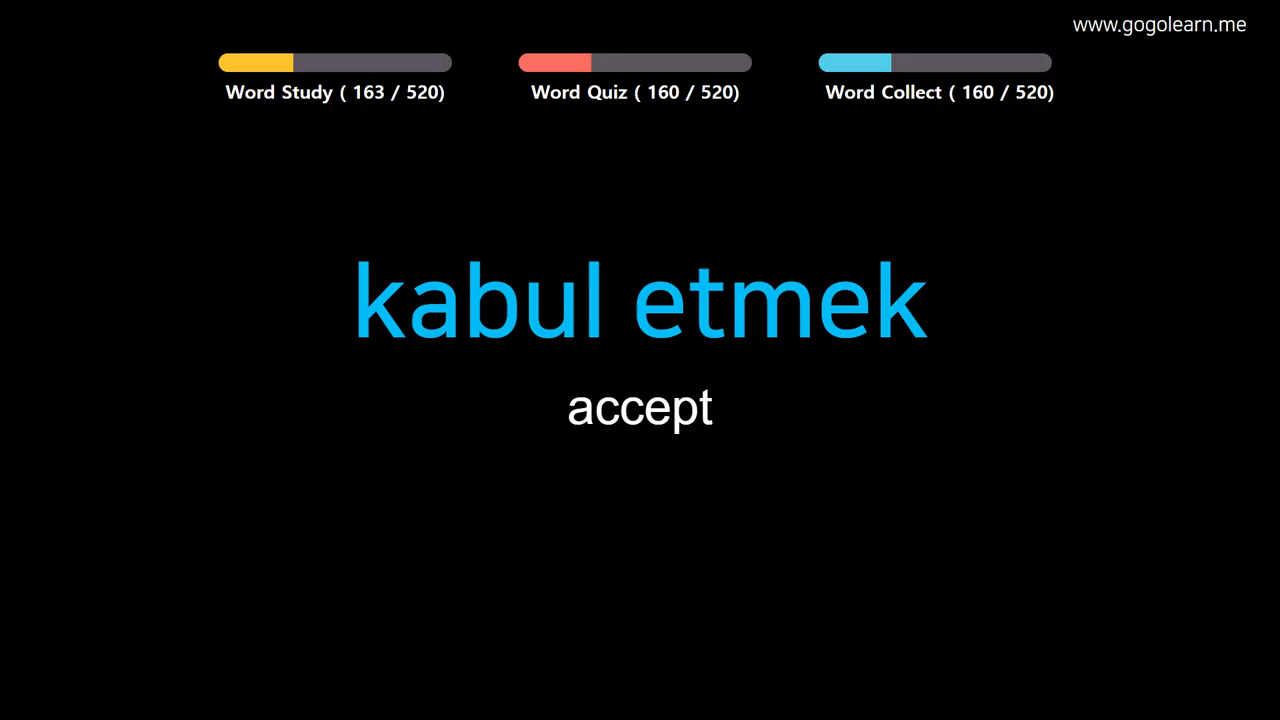 www.gogolearn.me
Word Study ( 163 / 520)
Word Quiz ( 160 / 520)
Word Collect ( 160 / 520)
kabul etmek
accept